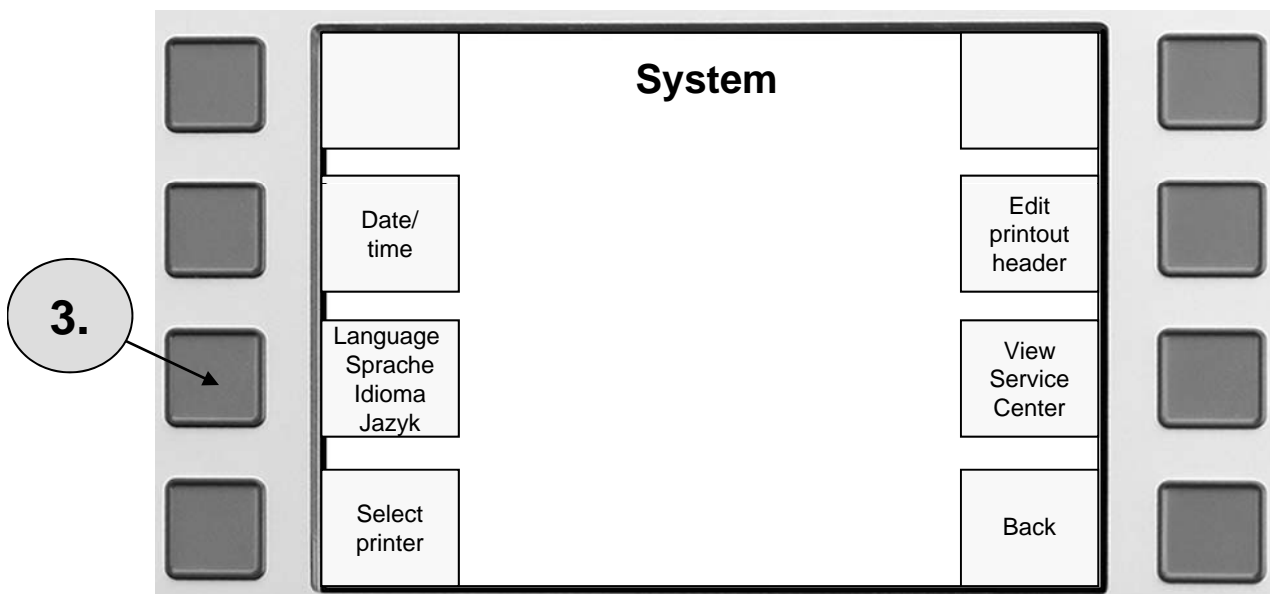 System
Date/
time
Edit
printout
header
3.
Language
Sprache
Idioma
Jazyk
View
Service
Center
Select
printer
Back